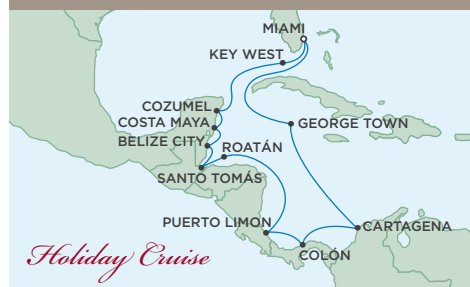 MIAMI
KEY WEST
COZUMEL
COSTA MAYA
GEORGE TOWN
BELIZE CITY
ROATÁN
SANTO TOMÁS
PUERTO LIMON
CARTAGENA
COLÓN
Holiday Cruise